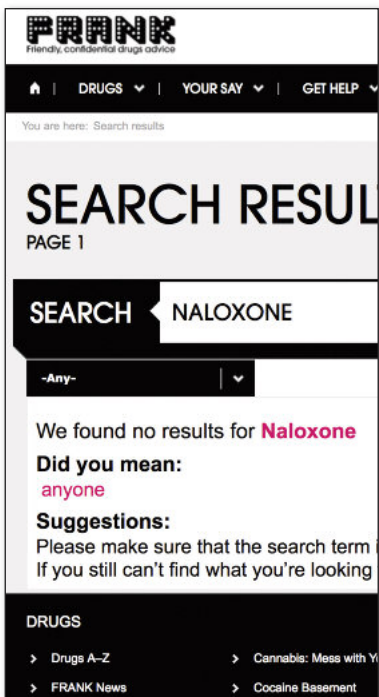 FRANK
Friendly, confidential drugs advice
DRUGS | YOUR SAY | GET HELP
You are here: Search results
SEARCH RESUL
PAGE 1
SEARCH NALOXONE
-Any-
We found no results for Naloxone
Did you mean:
anyone
Suggestions:
Please make sure that the search term i
If you still can't find what you're looking
DRUGS
> Drugs A–Z > Cannabis: Mess with Y
> FRANK News > Cocaine Basement